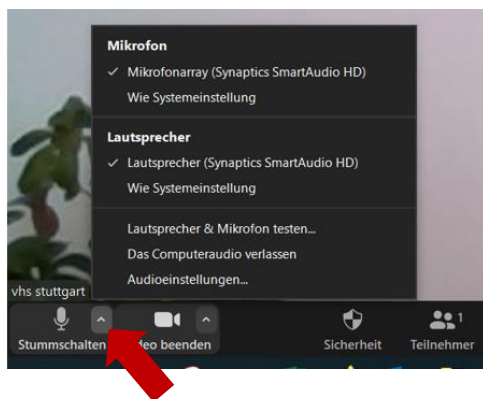 Mikrofon
Mikrofonarray (Synaptics SmartAudio HD)
Wie Systemeinstellung
Lautsprecher
Lautsprecher (Synaptics SmartAudio HD)
Wie Systemeinstellung
Lautsprecher & Mikrofon testen...
Das Computeraudio verlassen
Audioeinstellungen...
vhs stuttgart
1
Stummschalten eo beenden Sicherheit Teilnehmer